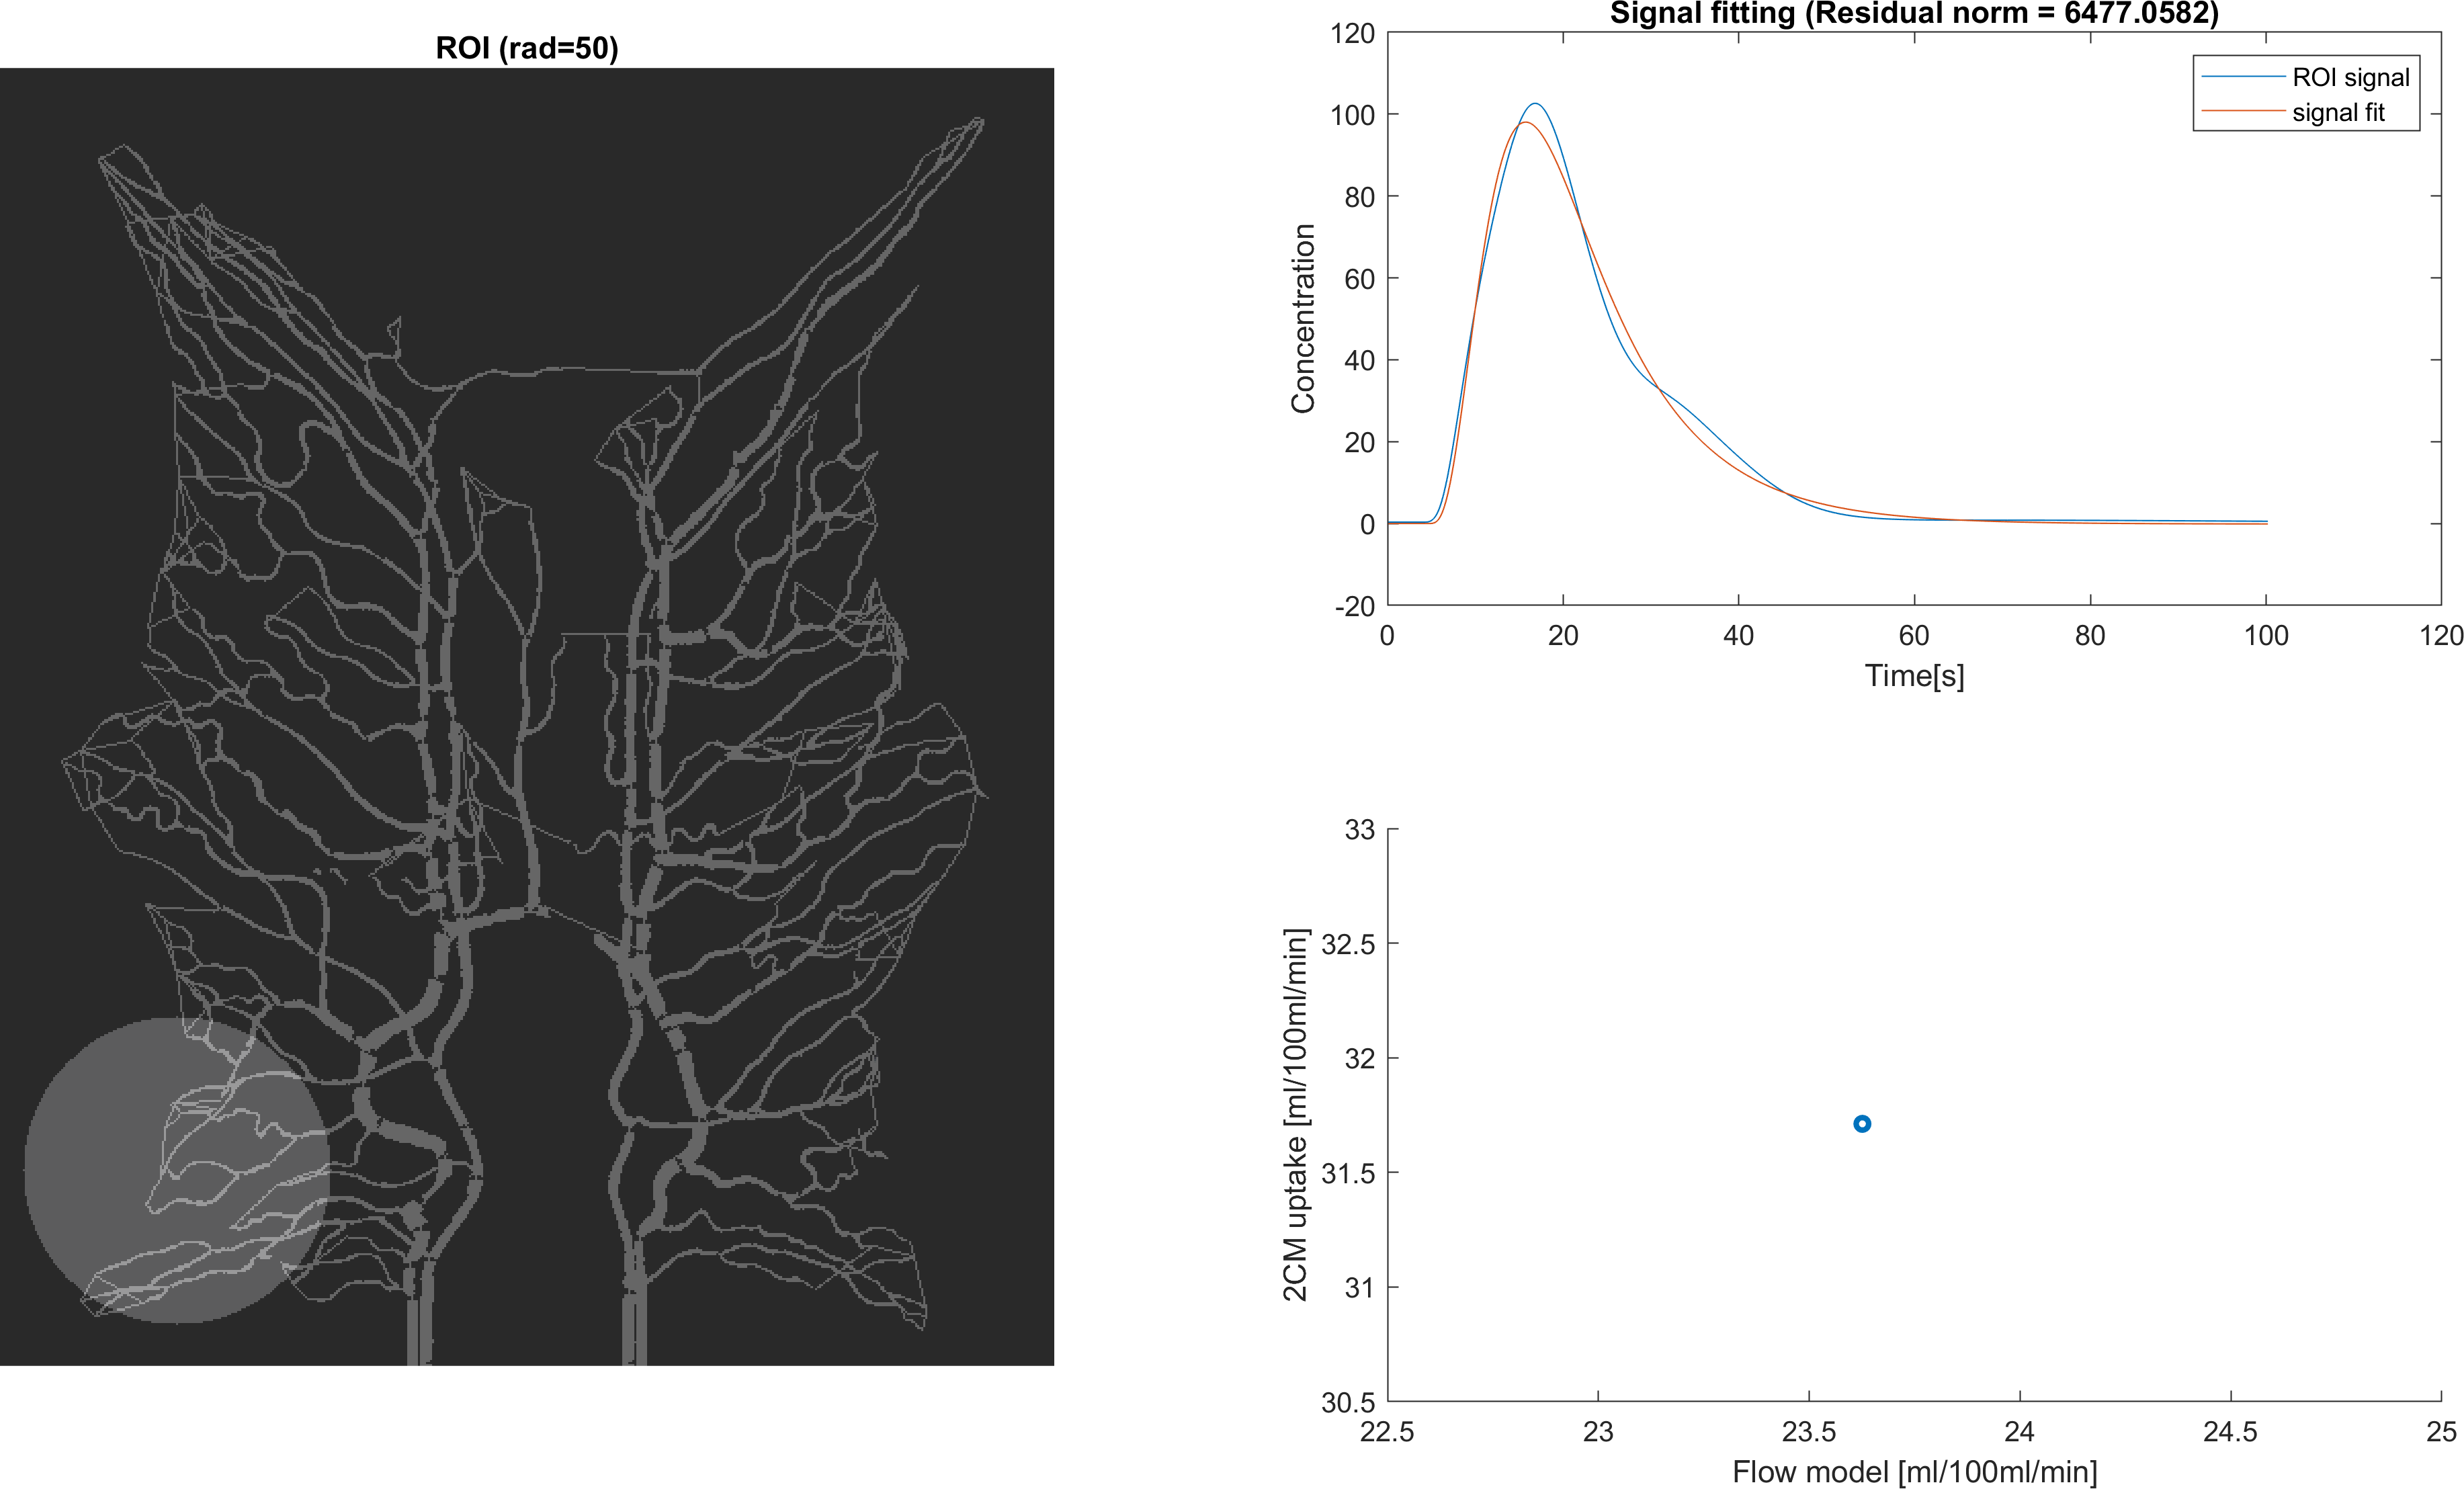 ROI (rad=50)
Signal fitting (Residual norm = 6477.0582)
120
100
80
60
40
20
0
-20
Concentration
ROI signal
signal fit
0 20 40 60 80 100 120
Time[s]
33
32.5
32
31.5
31
30.5
2CM uptake [ml/100ml/min]
22.5 23 23.5 24 24.5 25
Flow model [ml/100ml/min]